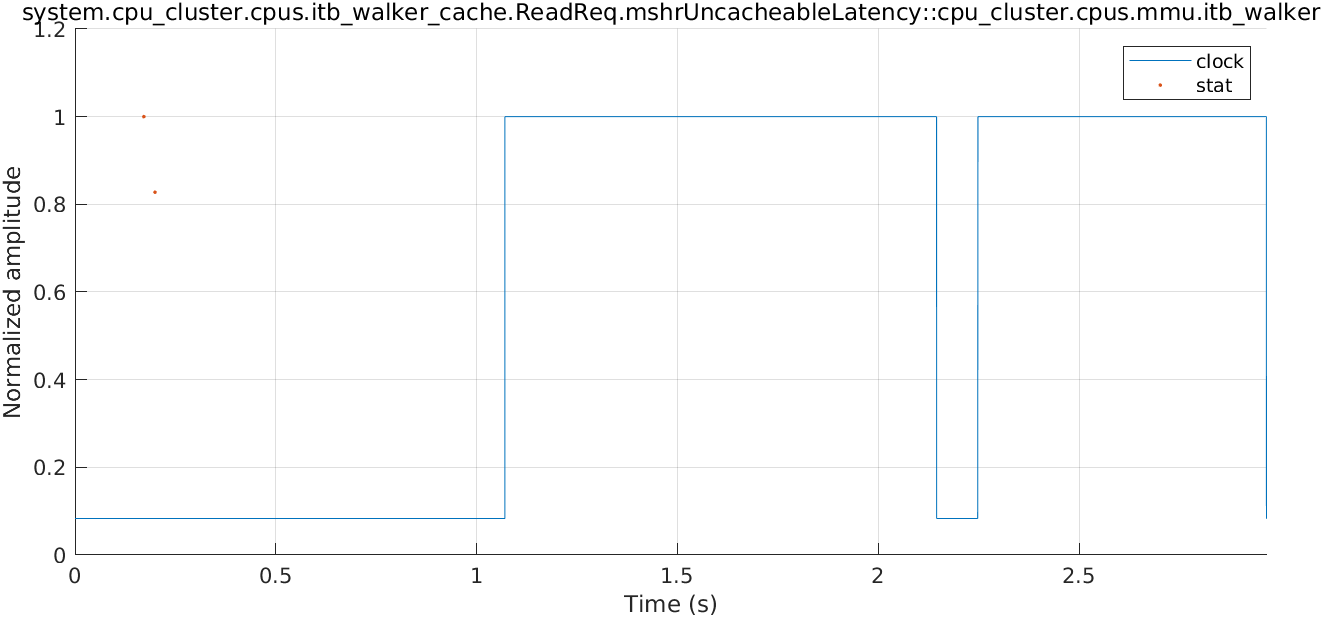 system.cpu_cluster.cpus.itb_walker_cache.ReadReq.mshrUncacheableLatency::cpu_cluster.cpus.mmu.itb_walker
1.2
clock
stat
1
0.8
0.6
0.4
0.2
0
Normalized amplitude
0 0.5 1 1.5 2 2.5
Time (s)